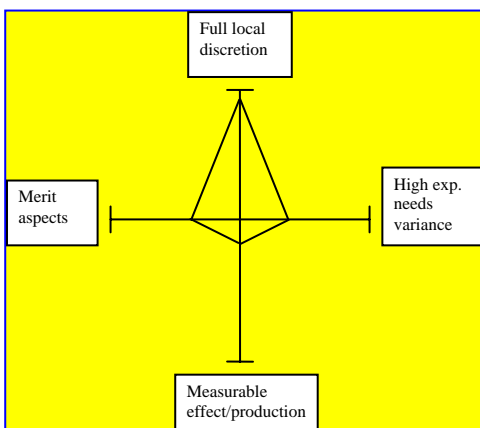 Full local
discretion
Merit
aspects
High exp.
needs
variance
Measurable
effect/production